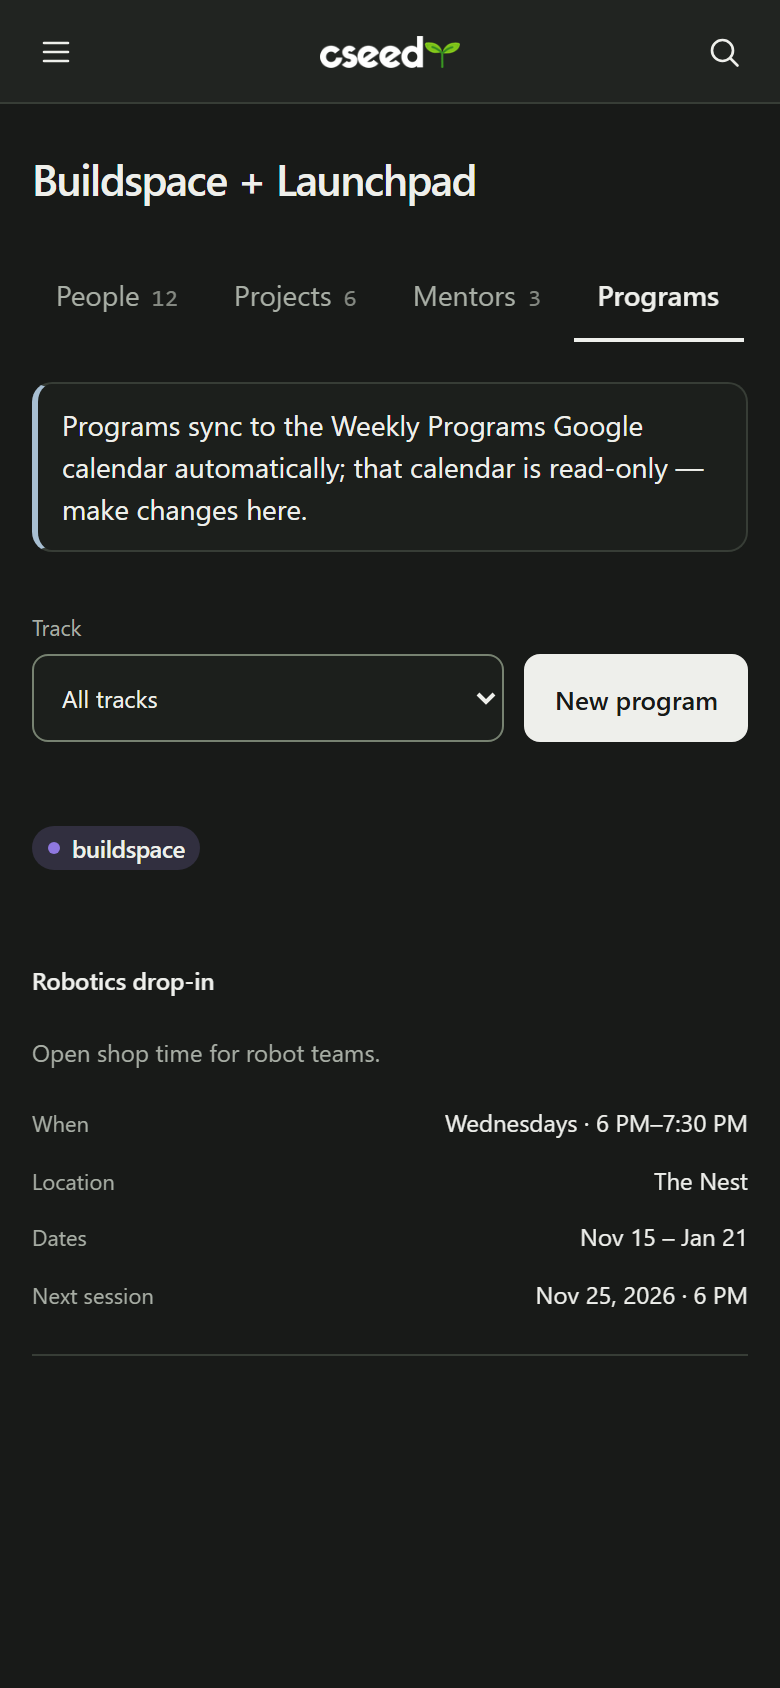 cseed
Buildspace + Launchpad
People 12 Projects 6 Mentors 3 Programs
Programs sync to the Weekly Programs Google
calendar automatically; that calendar is read-only —
make changes here.
Track
All tracks
New program
buildspace
Robotics drop-in
Open shop time for robot teams.
When Wednesdays · 6 PM–7:30 PM
Location The Nest
Dates Nov 15 – Jan 21
Next session Nov 25, 2026 · 6 PM